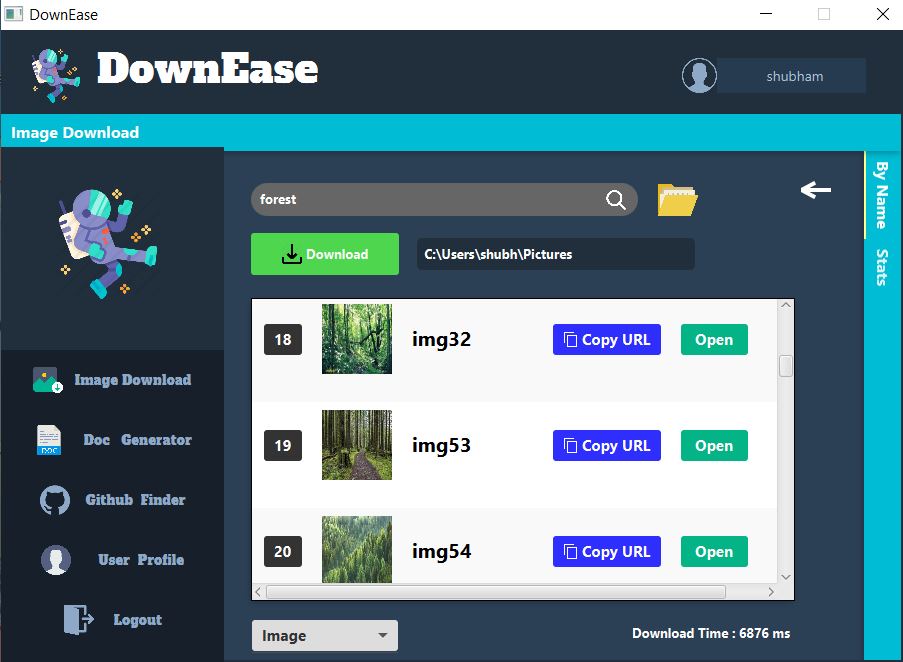 DownEase
DownEase
shubham
Image Download
By Name
Stats
forest
Download
C:\Users\shubh\Pictures
18 img32 Copy URL Open
19 img53 Copy URL Open
20 img54 Copy URL Open
Image Download
DOC
Doc Generator
Github Finder
User Profile
Logout
Image
Download Time : 6876 ms